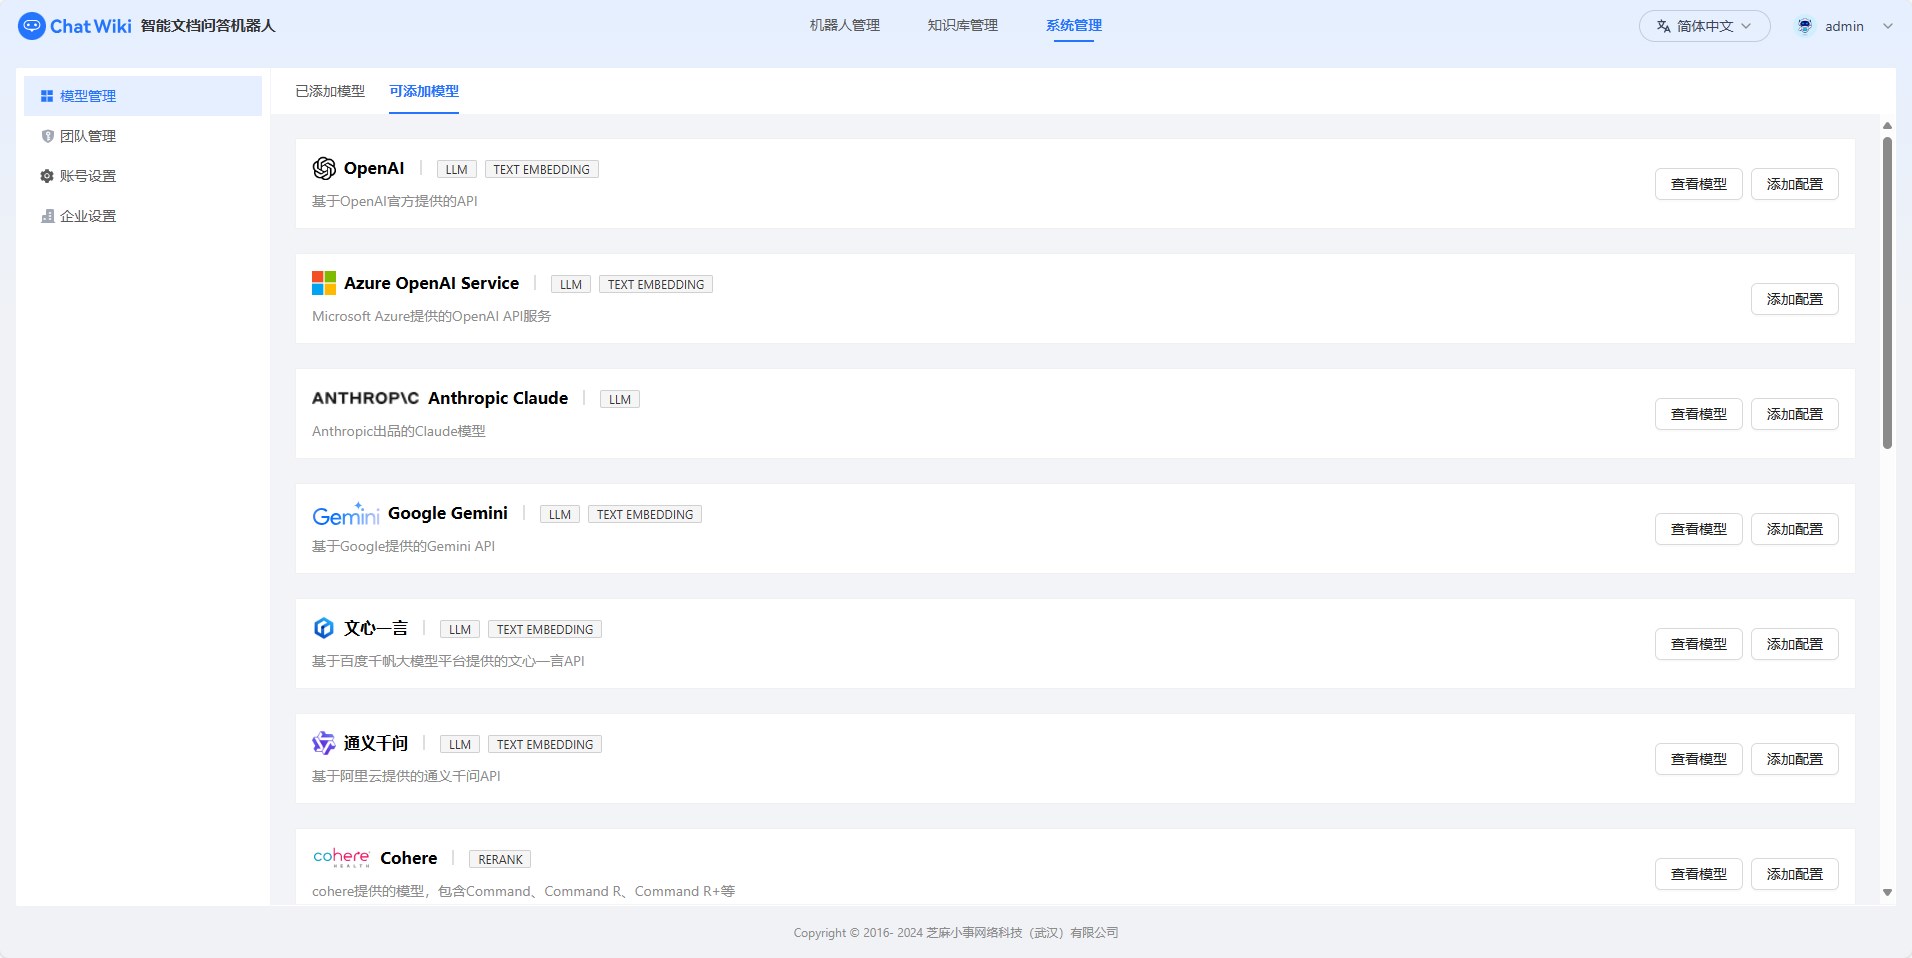 Chat Wiki 智能文档问答机器人
机器人管理 知识库管理 系统管理
简体中文 admin
模型管理
团队管理
账号设置
企业设置
已添加模型 可添加模型
OpenAI LLM TEXT EMBEDDING
基于OpenAI官方提供的API
查看模型 添加配置
Azure OpenAI Service LLM TEXT EMBEDDING
Microsoft Azure提供的OpenAI API服务
添加配置
ANTHROP\C Anthropic Claude LLM
Anthropic出品的Claude模型
查看模型 添加配置
Gemini Google Gemini LLM TEXT EMBEDDING
基于Google提供的Gemini API
查看模型 添加配置
文心一言 LLM TEXT EMBEDDING
基于百度千帆大模型平台提供的文心一言API
查看模型 添加配置
通义千问 LLM TEXT EMBEDDING
基于阿里云提供的通义千问API
查看模型 添加配置
cohere HEALTH Cohere RERANK
cohere提供的模型，包含Command、Command R、Command R+等
查看模型 添加配置
Copyright © 2016- 2024 芝麻小事网络科技（武汉）有限公司